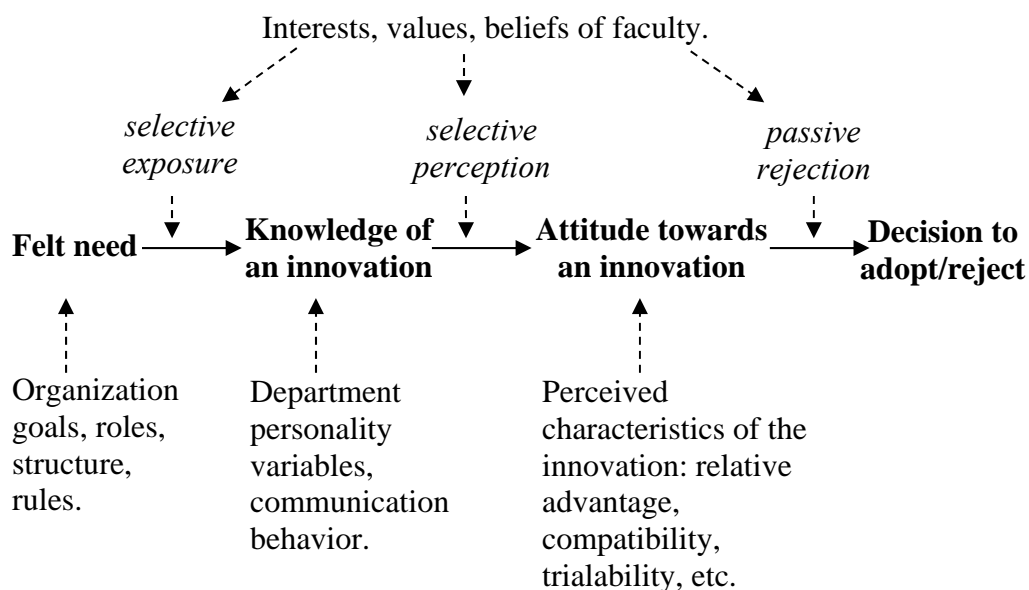 Interests, values, beliefs of faculty.
selective
exposure
selective
perception
passive
rejection
Felt need
Knowledge of
an innovation
Attitude towards
an innovation
Decision to
adopt/reject
Organization
goals, roles,
structure,
rules.
Department
personality
variables,
communication
behavior.
Perceived
characteristics of the
innovation: relative
advantage,
compatibility,
trialability, etc.